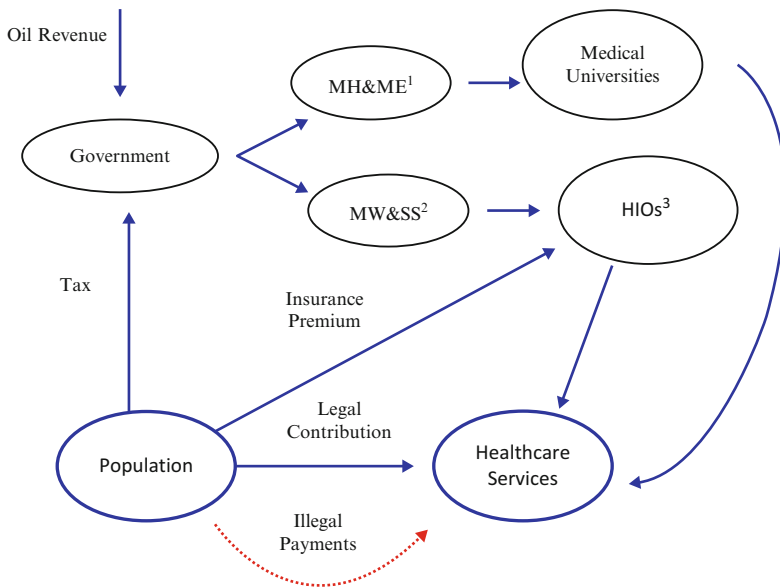 Oil Revenue
Medical
Universities
MH&ME¹
Government
MW&SS²
HIOs³
Tax
Insurance
Premium
Legal
Contribution
Population
Healthcare
Services
Illegal
Payments